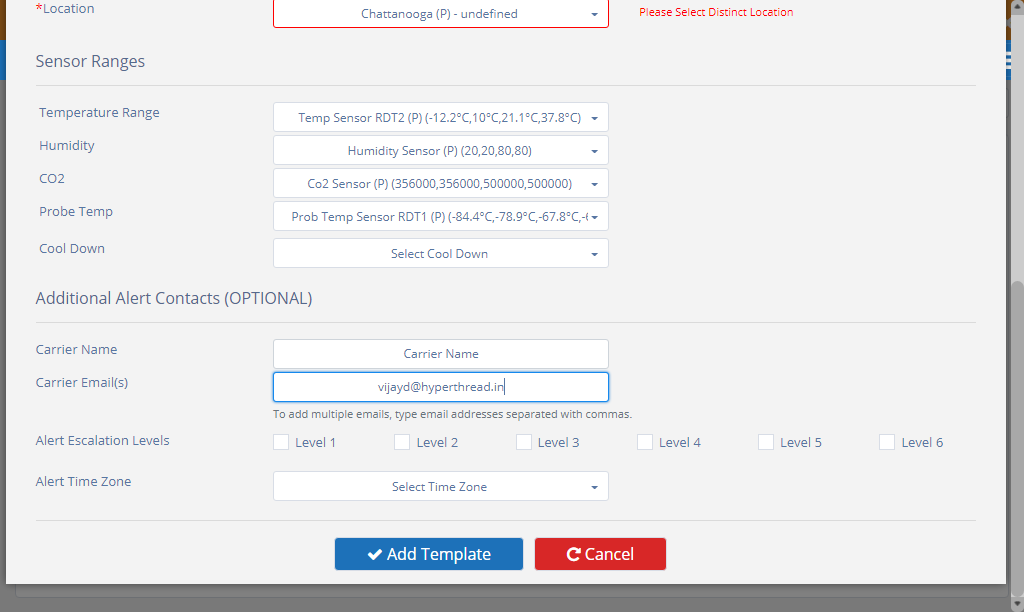 *Location
Chattanooga (P) - undefined
Please Select Distinct Location
Sensor Ranges
Temperature Range
Temp Sensor RDT2 (P) (-12.2°C,10°C,21.1°C,37.8°C)
Humidity
Humidity Sensor (P) (20,20,80,80)
CO2
Co2 Sensor (P) (356000,356000,500000,500000)
Probe Temp
Prob Temp Sensor RDT1 (P) (-84.4°C,-78.9°C,-67.8°C,-
Cool Down
Select Cool Down
Additional Alert Contacts (OPTIONAL)
Carrier Name
Carrier Name
Carrier Email(s)
vijayd@hyperthread.in
To add multiple emails, type email addresses separated with commas.
Alert Escalation Levels
Level 1 Level 2 Level 3 Level 4 Level 5 Level 6
Alert Time Zone
Select Time Zone
Add Template
Cancel